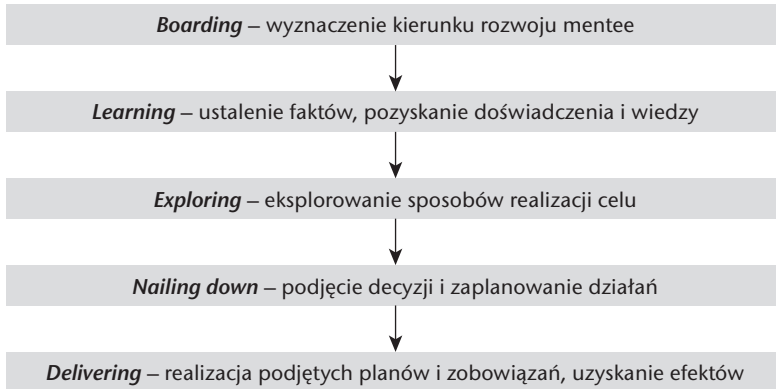 Boarding – wyznaczenie kierunku rozwoju mentee
Learning – ustalenie faktów, pozyskanie doświadczenia i wiedzy
Exploring – eksplorowanie sposobów realizacji celu
Nailing down – podjęcie decyzji i zaplanowanie działań
Delivering – realizacja podjętych planów i zobowiązań, uzyskanie efektów